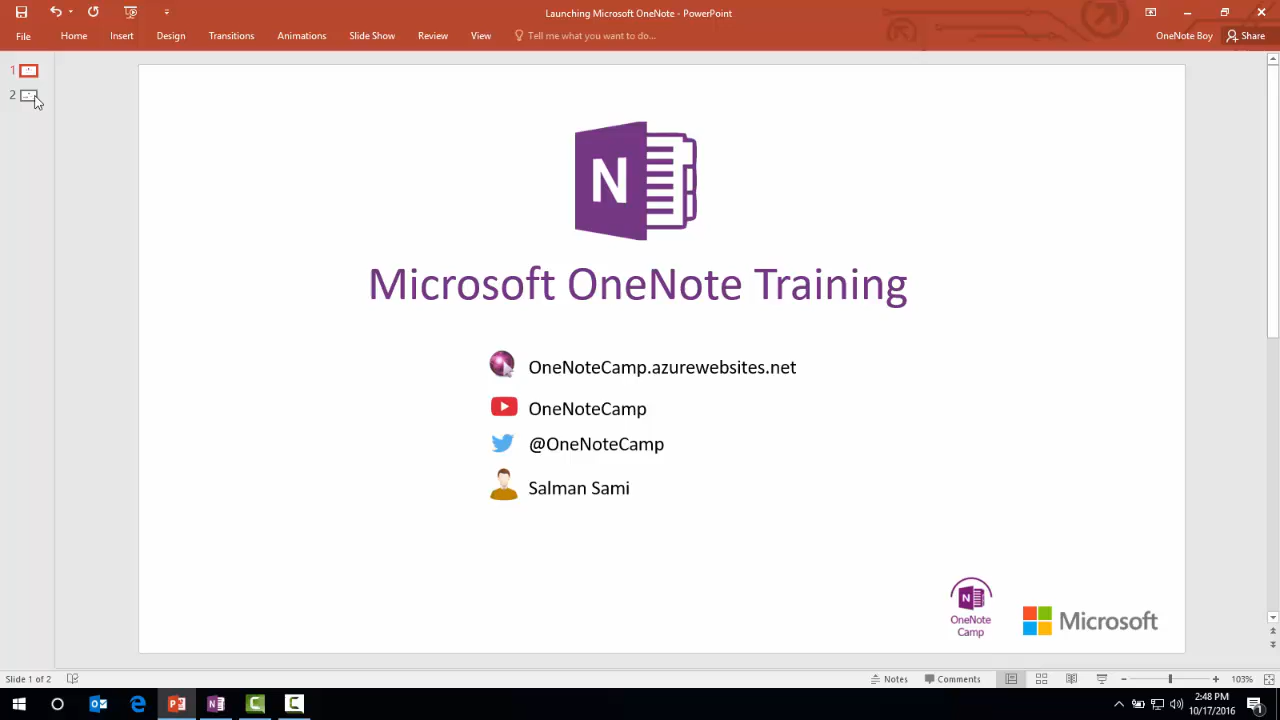 Launching Microsoft OneNote - PowerPoint
File Home Insert Design Transitions Animations Slide Show Review View Tell me what you want to do... OneNote Boy Share
1
2
N
Microsoft OneNote Training
OneNoteCamp.azurewebsites.net
OneNoteCamp
@OneNoteCamp
Salman Sami
N
OneNote
Camp
Microsoft
Slide 1 of 2 Notes Comments 103%
2:48 PM
10/17/2016